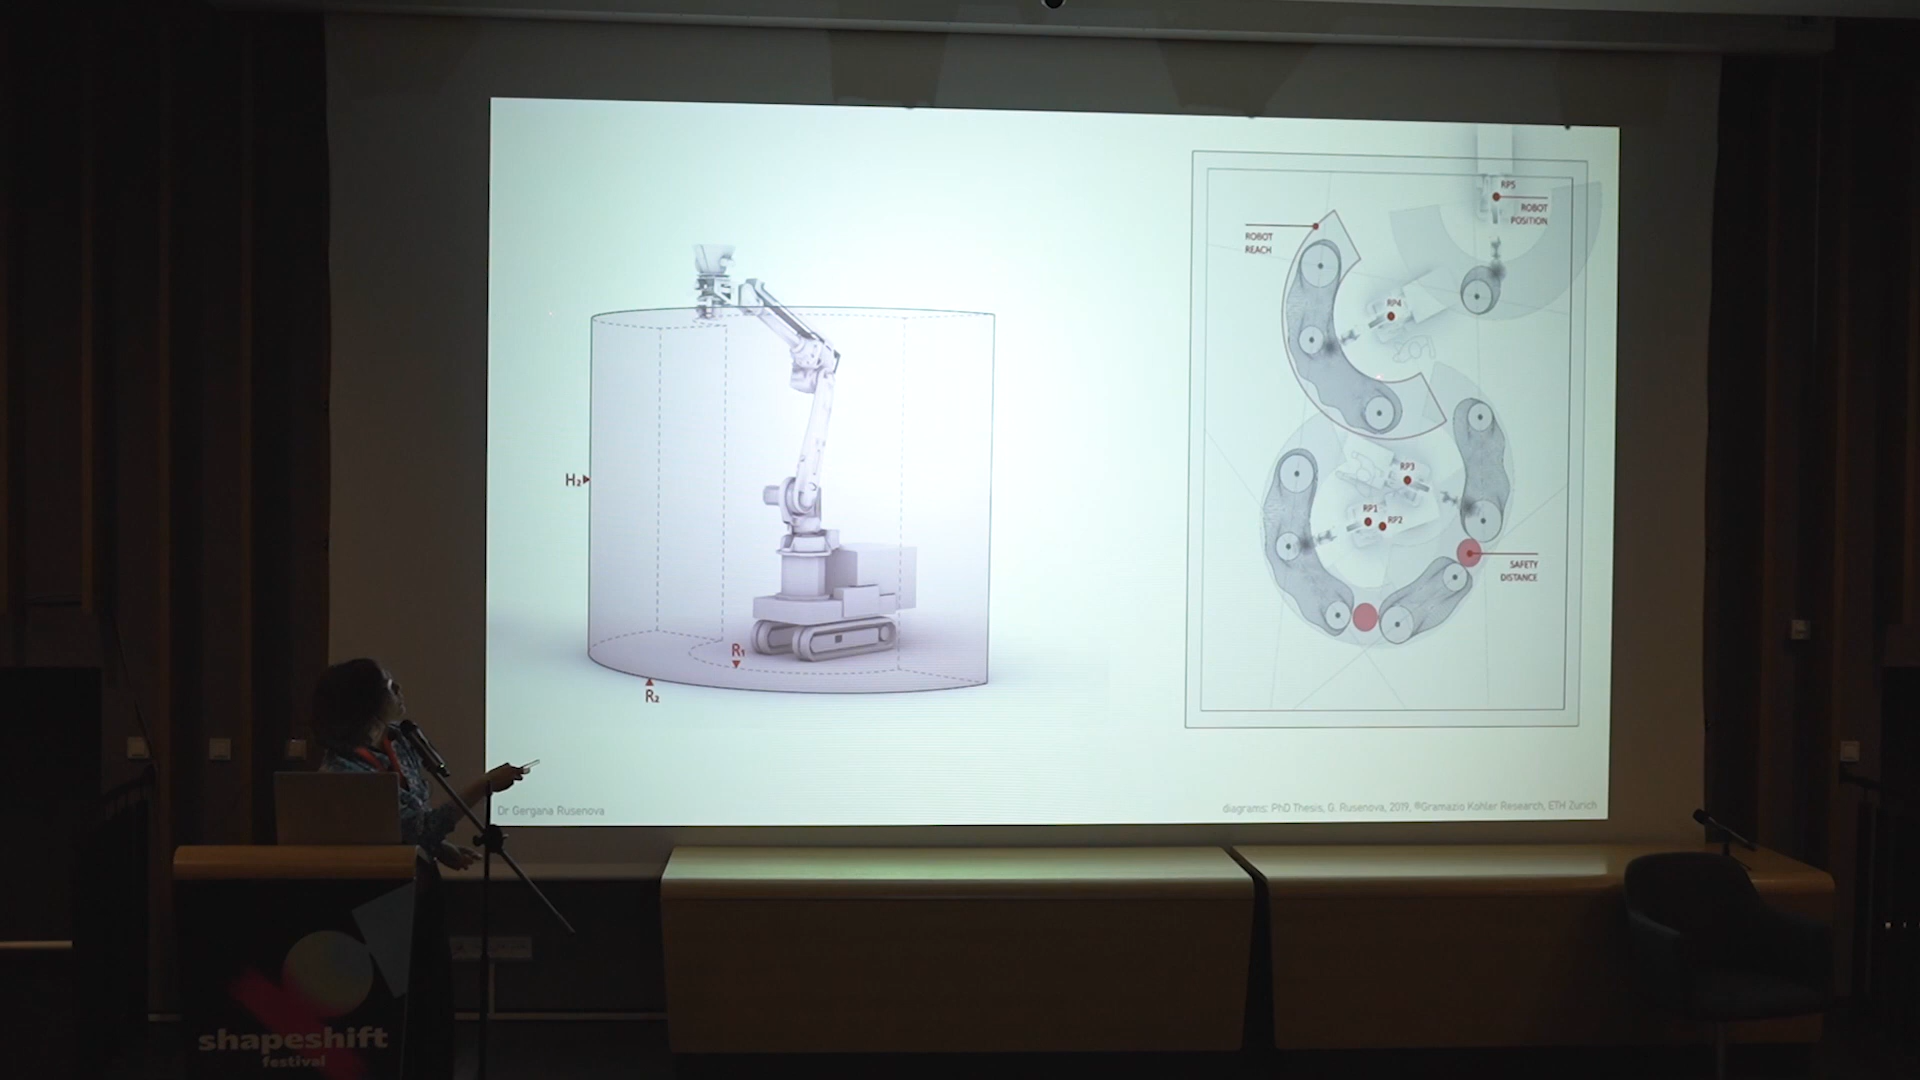 H₂
R₁
R₂
RP5
ROBOT
POSITION
ROBOT
REACH
RP4
RP3
RP1
RP2
SAFETY
DISTANCE
Dr Gergana Rusenova
diagrams: PhD Thesis, G. Rusenova, 2019, ©Gramazio Kohler Research, ETH Zurich
shapeshift
festival